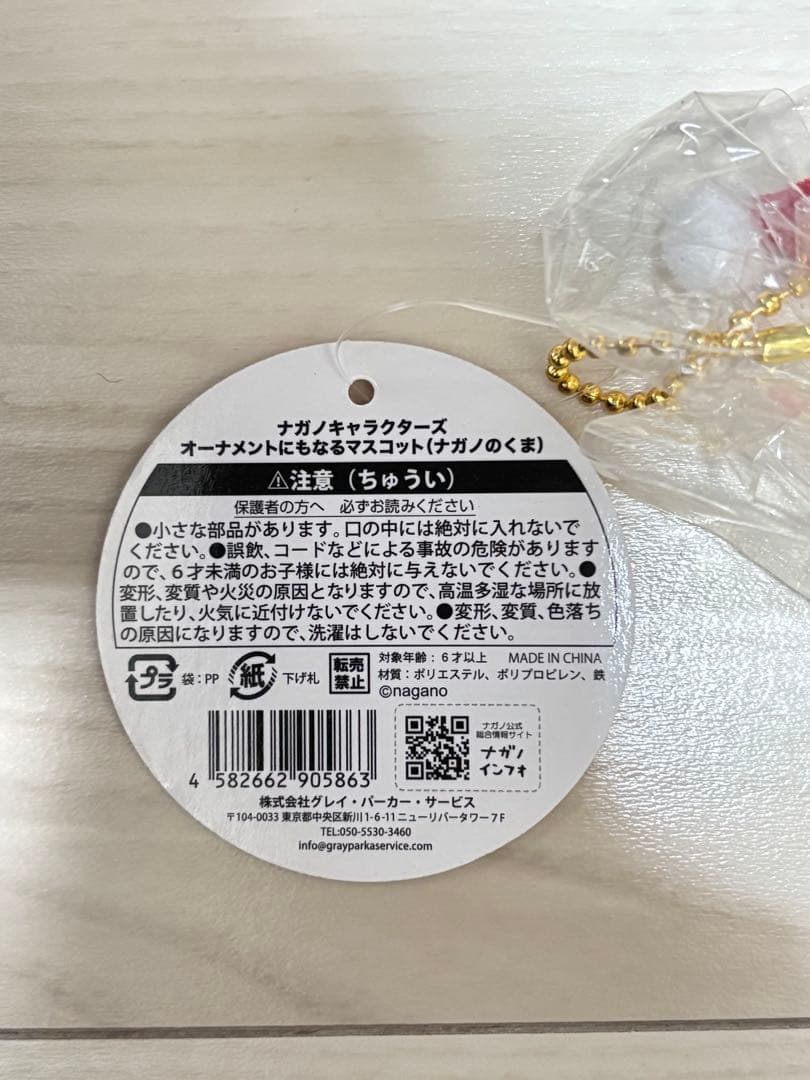 ナガノキャラクターズ
オーナメントにもなるマスコット(ナガノのくま)
⚠注意(ちゅうい)
保護者の方へ 必ずお読みください
●小さな部品があります。口の中には絶対に入れないで
ください。●誤飲、コードなどによる事故の危険があります
ので、6才未満のお子様には絶対に与えないでください。●
変形、変質や火災の原因となりますので、高温多湿な場所に放
置したり、火気に近付けないでください。●変形、変質、色落ち
の原因になりますので、洗濯はしないでください。
プラ 袋:PP 紙 下げ札
転売
禁止
対象年齢:6才以上 MADE IN CHINA
材質:ポリエステル、ポリプロピレン、鉄
©nagano
4 582662 905863
ナガノ公式
総合情報サイト
ナガノ
インフォ
株式会社グレイ・パーカー・サービス
〒104-0033 東京都中央区新川1-6-11 ニューリバータワー7F
TEL:050-5530-3460
info@grayparkaservice.com